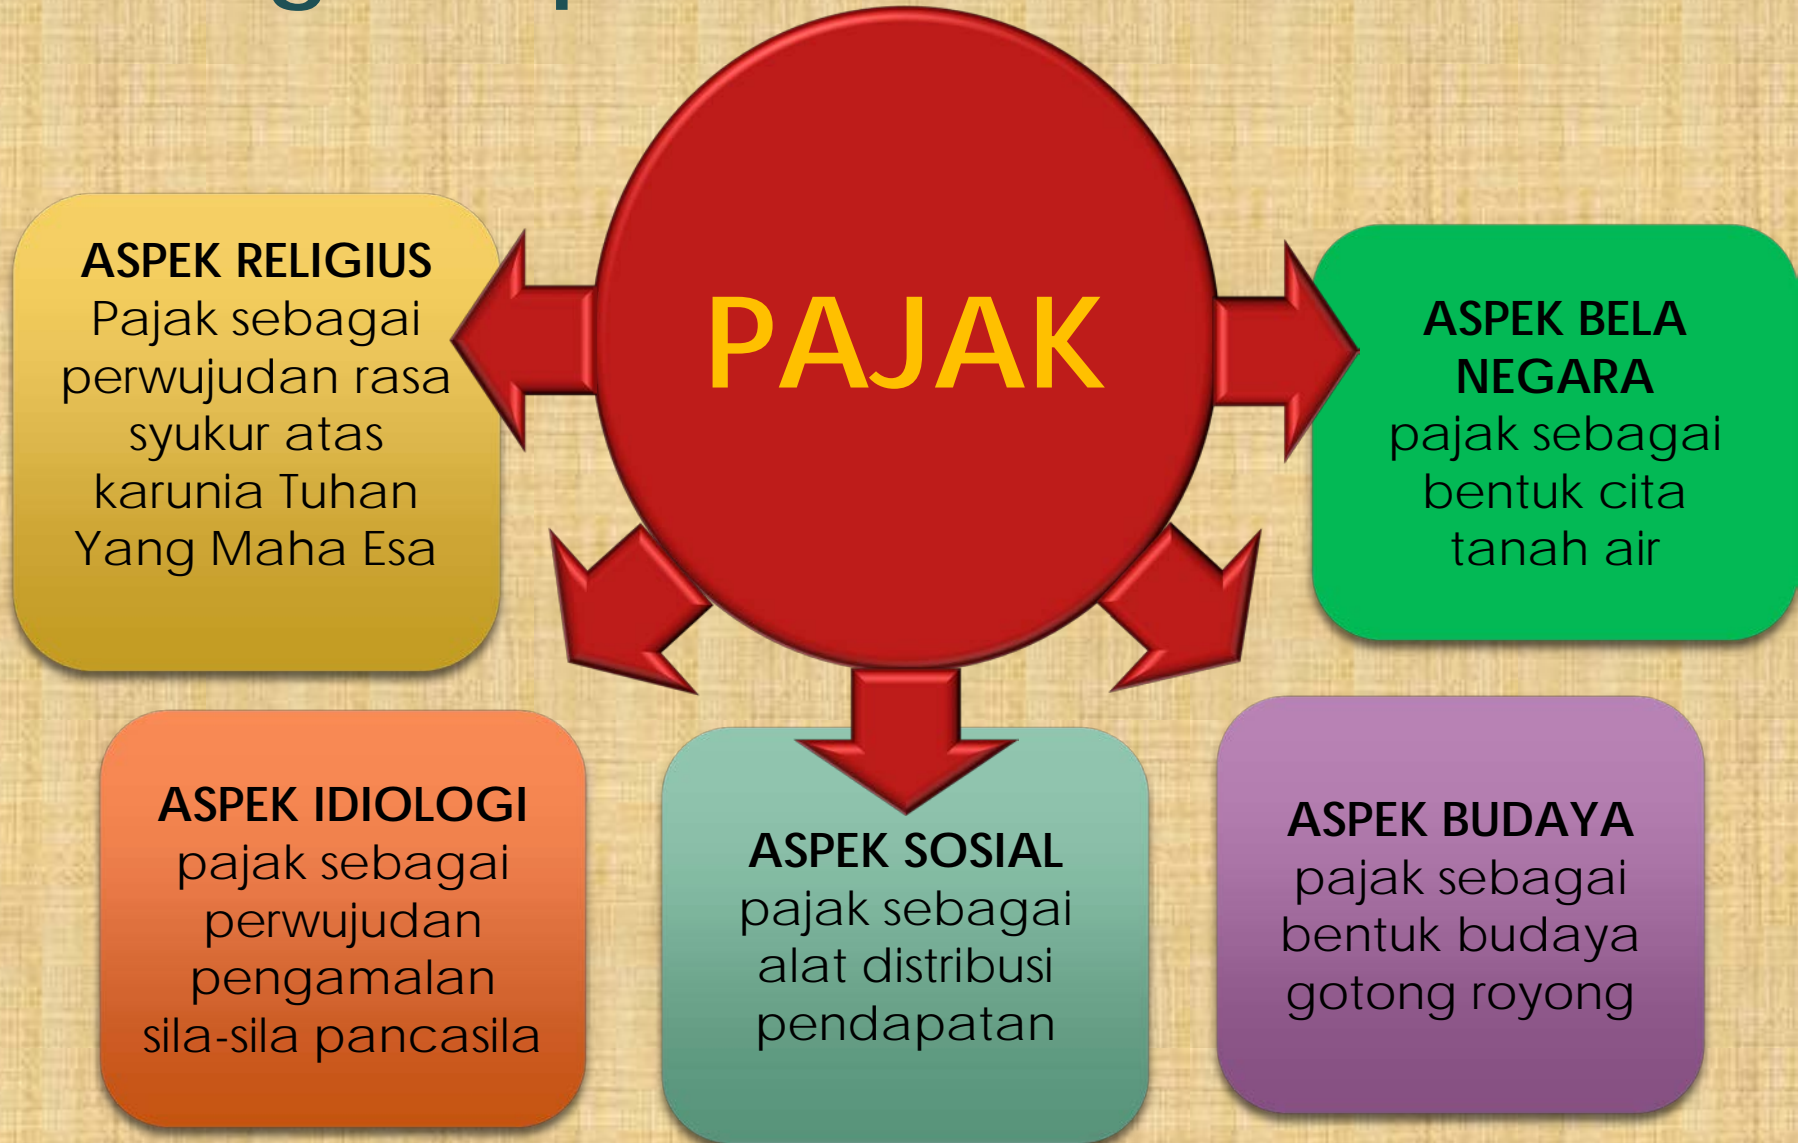 PAJAK
ASPEK RELIGIUS
Pajak sebagai
perwujudan rasa
syukur atas
karunia Tuhan
Yang Maha Esa
ASPEK BELA
NEGARA
pajak sebagai
bentuk cita
tanah air
ASPEK IDIOLOGI
pajak sebagai
perwujudan
pengamalan
sila-sila pancasila
ASPEK SOSIAL
pajak sebagai
alat distribusi
pendapatan
ASPEK BUDAYA
pajak sebagai
bentuk budaya
gotong royong